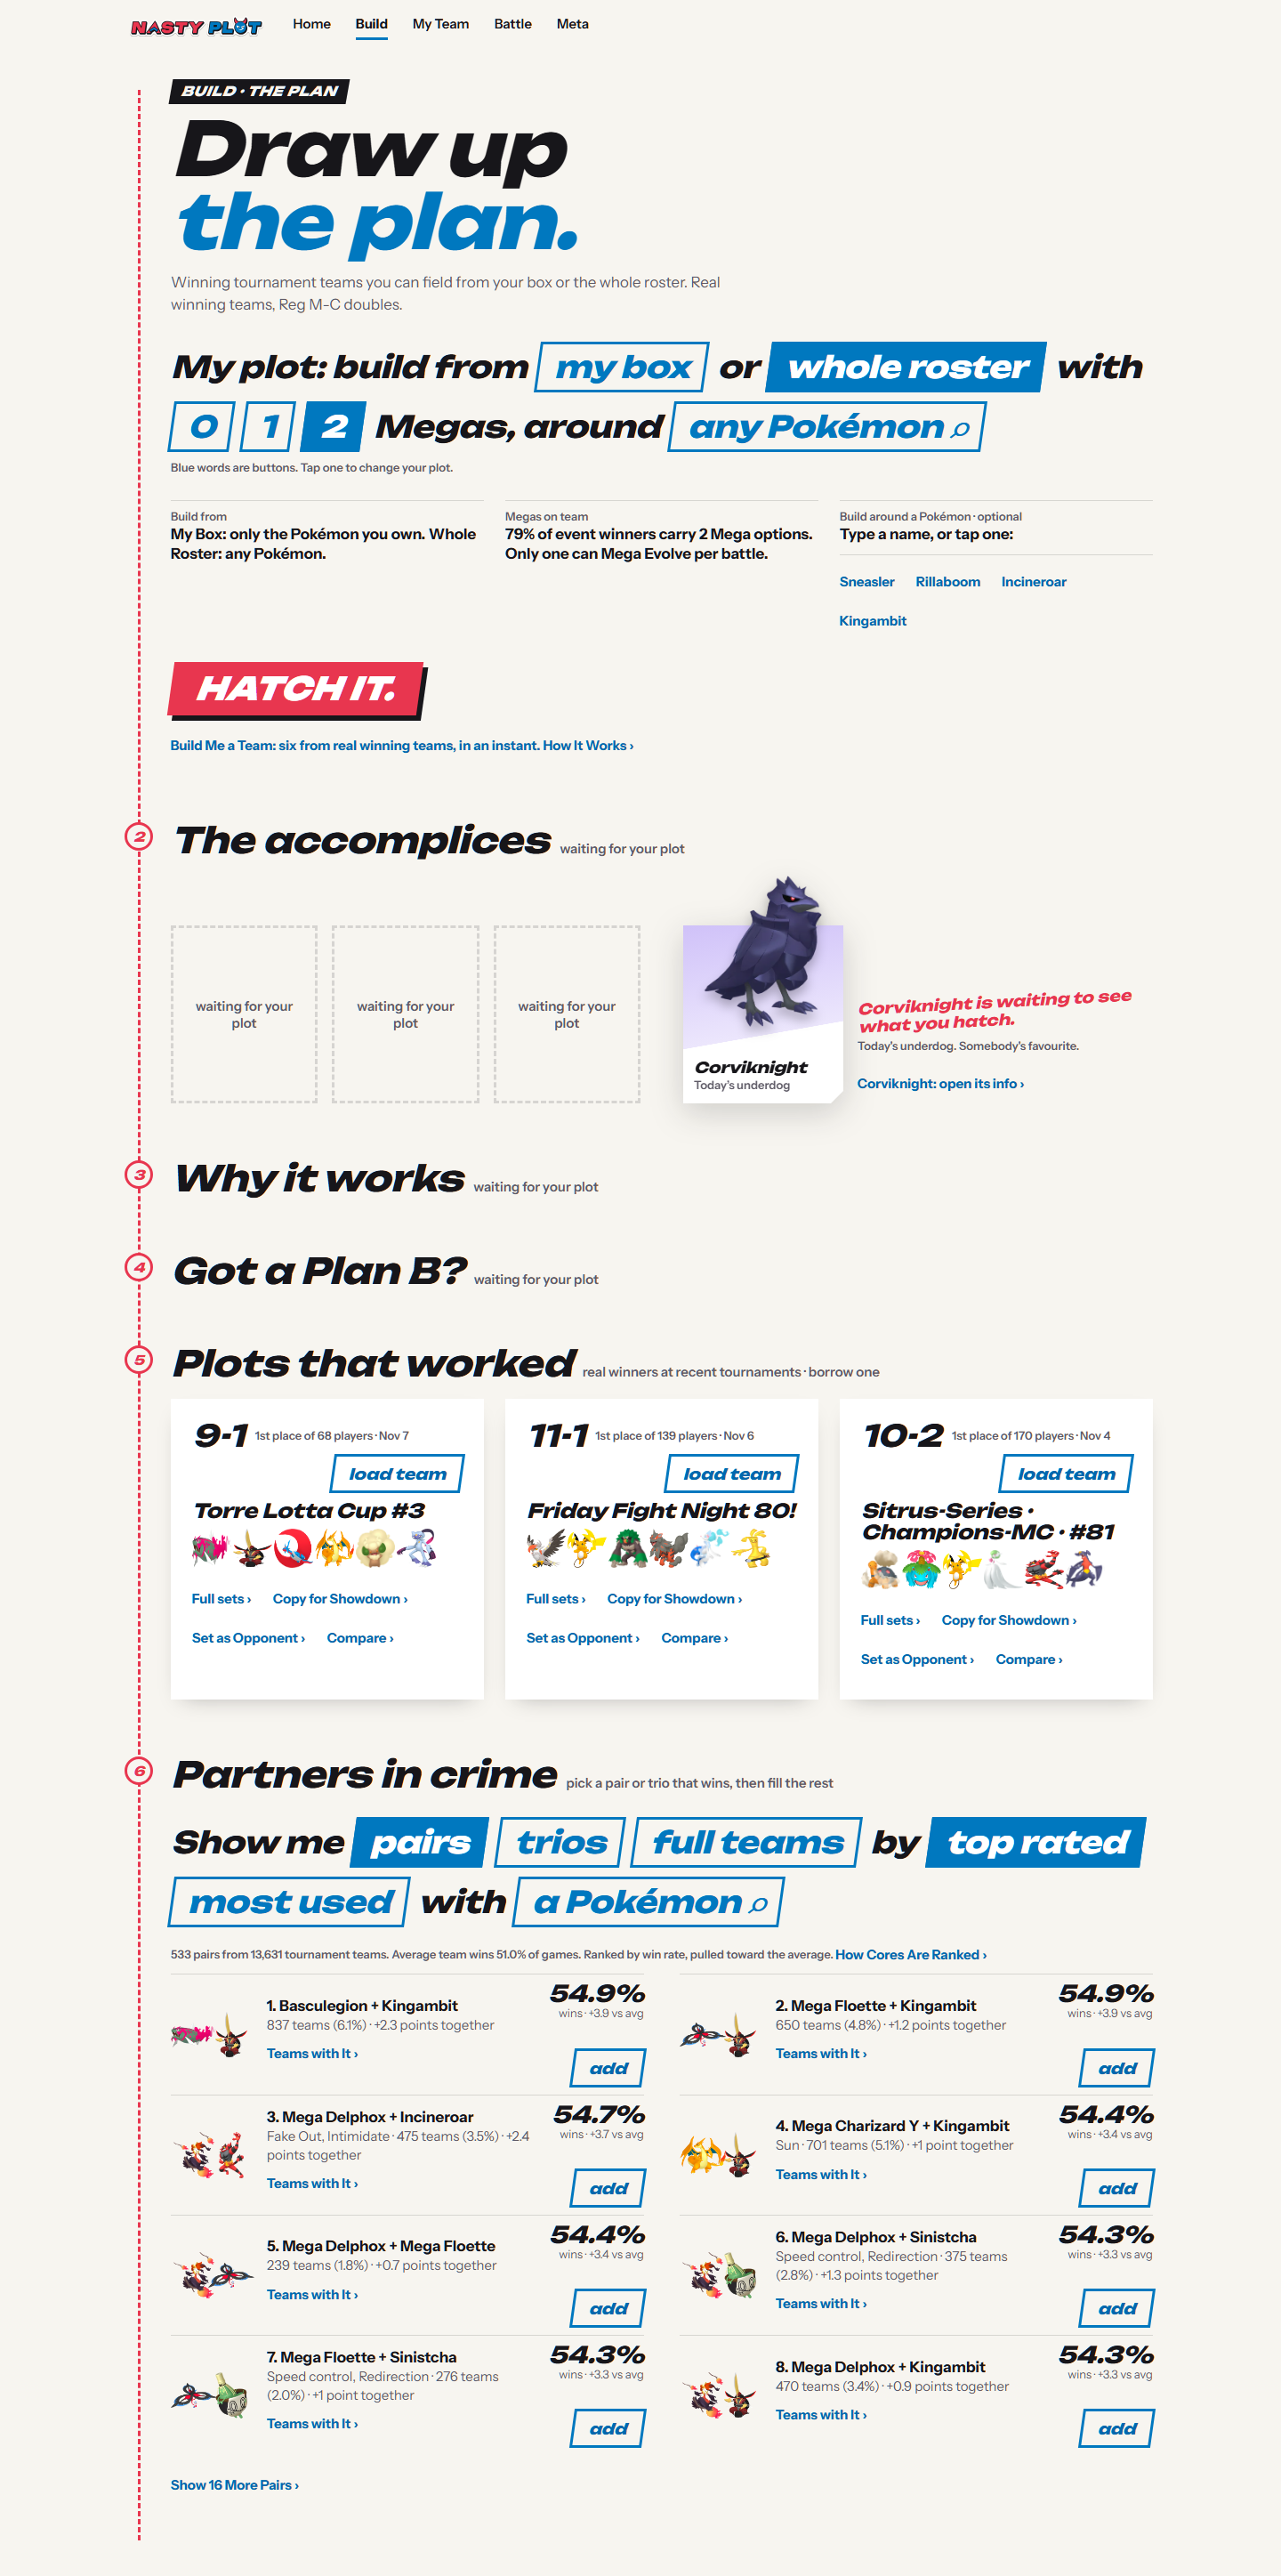 NASTY PLOT
Home
Build
My Team
Battle
Meta
BUILD · THE PLAN
Draw up
the plan.
Winning tournament teams you can field from your box or the whole roster. Real
winning teams, Reg M-C doubles.
My plot: build from my box or whole roster with
0 1 2 Megas, around any Pokémon
Blue words are buttons. Tap one to change your plot.
Build from
My Box: only the Pokémon you own. Whole
Roster: any Pokémon.
Megas on team
79% of event winners carry 2 Mega options.
Only one can Mega Evolve per battle.
Build around a Pokémon · optional
Type a name, or tap one:
Sneasler Rillaboom Incineroar
Kingambit
HATCH IT.
Build Me a Team: six from real winning teams, in an instant. How It Works ›
2
The accomplices waiting for your plot
waiting for your
plot
waiting for your
plot
waiting for your
plot
Corviknight
Today's underdog
Corviknight is waiting to see
what you hatch.
Today's underdog. Somebody's favourite.
Corviknight: open its info ›
3
Why it works waiting for your plot
4
Got a Plan B? waiting for your plot
5
Plots that worked real winners at recent tournaments · borrow one
9-1 1st place of 68 players · Nov 7
load team
Torre Lotta Cup #3
Full sets › Copy for Showdown ›
Set as Opponent › Compare ›
11-1 1st place of 139 players · Nov 6
load team
Friday Fight Night 80!
Full sets › Copy for Showdown ›
Set as Opponent › Compare ›
10-2 1st place of 170 players · Nov 4
load team
Sitrus-Series ·
Champions-MC · #81
Full sets › Copy for Showdown ›
Set as Opponent › Compare ›
6
Partners in crime pick a pair or trio that wins, then fill the rest
Show me pairs trios full teams by top rated
most used with a Pokémon
533 pairs from 13,631 tournament teams. Average team wins 51.0% of games. Ranked by win rate, pulled toward the average. How Cores Are Ranked ›
1. Basculegion + Kingambit
837 teams (6.1%) · +2.3 points together
Teams with It ›
54.9%
wins · +3.9 vs avg
add
2. Mega Floette + Kingambit
650 teams (4.8%) · +1.2 points together
Teams with It ›
54.9%
wins · +3.9 vs avg
add
3. Mega Delphox + Incineroar
Fake Out, Intimidate · 475 teams (3.5%) · +2.4
points together
Teams with It ›
54.7%
wins · +3.7 vs avg
add
4. Mega Charizard Y + Kingambit
Sun · 701 teams (5.1%) · +1 point together
Teams with It ›
54.4%
wins · +3.4 vs avg
add
5. Mega Delphox + Mega Floette
239 teams (1.8%) · +0.7 points together
Teams with It ›
54.4%
wins · +3.4 vs avg
add
6. Mega Delphox + Sinistcha
Speed control, Redirection · 375 teams
(2.8%) · +1.3 points together
Teams with It ›
54.3%
wins · +3.3 vs avg
add
7. Mega Floette + Sinistcha
Speed control, Redirection · 276 teams
(2.0%) · +1 point together
Teams with It ›
54.3%
wins · +3.3 vs avg
add
8. Mega Delphox + Kingambit
470 teams (3.4%) · +0.9 points together
Teams with It ›
54.3%
wins · +3.3 vs avg
add
Show 16 More Pairs ›